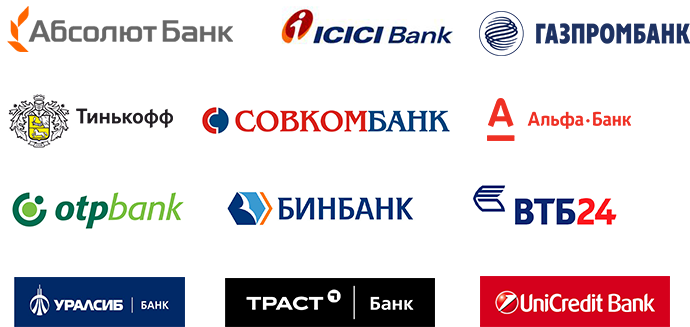 Абсолют Банк
ICICI Bank
ГАЗПРОМБАНК
Тинькофф
СОВКОМБАНК
Альфа·Банк
otpbank
БИНБАНК
ВТБ24
УРАЛСИБ | БАНК
ТРАСТ | Банк
UniCredit Bank